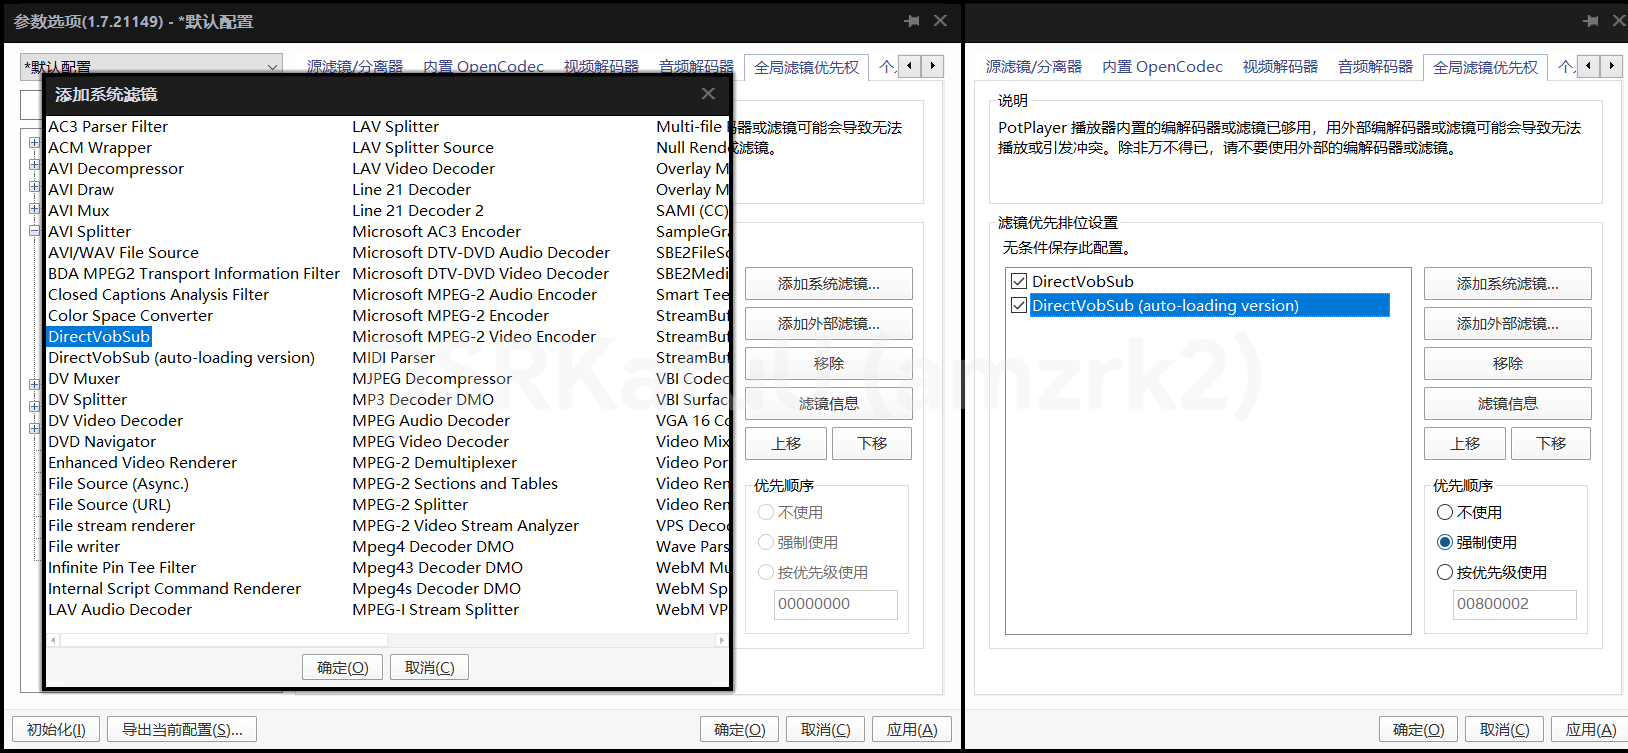 参数选项(1.7.21149) - *默认配置
*默认配置
源滤镜/分离器
内置 OpenCodec
视频解码器
音频解码器
全局滤镜优先权
个
添加系统滤镜
AC3 Parser Filter
ACM Wrapper
AVI Decompressor
AVI Draw
AVI Mux
AVI Splitter
AVI/WAV File Source
BDA MPEG2 Transport Information Filter
Closed Captions Analysis Filter
Color Space Converter
DirectVobSub
DirectVobSub (auto-loading version)
DV Muxer
DV Splitter
DV Video Decoder
DVD Navigator
Enhanced Video Renderer
File Source (Async.)
File Source (URL)
File stream renderer
File writer
Infinite Pin Tee Filter
Internal Script Command Renderer
LAV Audio Decoder
LAV Splitter
LAV Splitter Source
LAV Video Decoder
Line 21 Decoder
Line 21 Decoder 2
Microsoft AC3 Encoder
Microsoft DTV-DVD Audio Decoder
Microsoft DTV-DVD Video Decoder
Microsoft MPEG-2 Audio Encoder
Microsoft MPEG-2 Encoder
Microsoft MPEG-2 Video Encoder
MIDI Parser
MJPEG Decompressor
MP3 Decoder DMO
MPEG Audio Decoder
MPEG Video Decoder
MPEG-2 Demultiplexer
MPEG-2 Sections and Tables
MPEG-2 Splitter
MPEG-2 Video Stream Analyzer
Mpeg4 Decoder DMO
Mpeg43 Decoder DMO
Mpeg4s Decoder DMO
MPEG-I Stream Splitter
Multi-file
Null Rend
Overlay M
Overlay M
SAMI (CC)
SampleGr
SBE2FileS
SBE2Medi
Smart Tee
StreamBuf
StreamBuf
StreamBuf
VBI Codec
VBI Surfac
VGA 16 C
Video Mix
Video Por
Video Ren
Video Ren
VPS Deco
Wave Pars
WebM Mu
WebM Sp
WebM VP
确定(O)
取消(C)
器或滤镜可能会导致无法
或滤镜。
添加系统滤镜...
添加外部滤镜...
移除
滤镜信息
上移
下移
优先顺序
不使用
强制使用
按优先级使用
00000000
初始化(I)
导出当前配置(S)...
确定(O)
取消(C)
应用(A)
源滤镜/分离器
内置 OpenCodec
视频解码器
音频解码器
全局滤镜优先权
个
说明
PotPlayer 播放器内置的编解码器或滤镜已够用，用外部编解码器或滤镜可能会导致无法
播放或引发冲突。除非万不得已，请不要使用外部的编解码器或滤镜。
滤镜优先排位设置
无条件保存此配置。
DirectVobSub
DirectVobSub (auto-loading version)
添加系统滤镜...
添加外部滤镜...
移除
滤镜信息
上移
下移
优先顺序
不使用
强制使用
按优先级使用
00800002
确定(O)
取消(C)
应用(A)